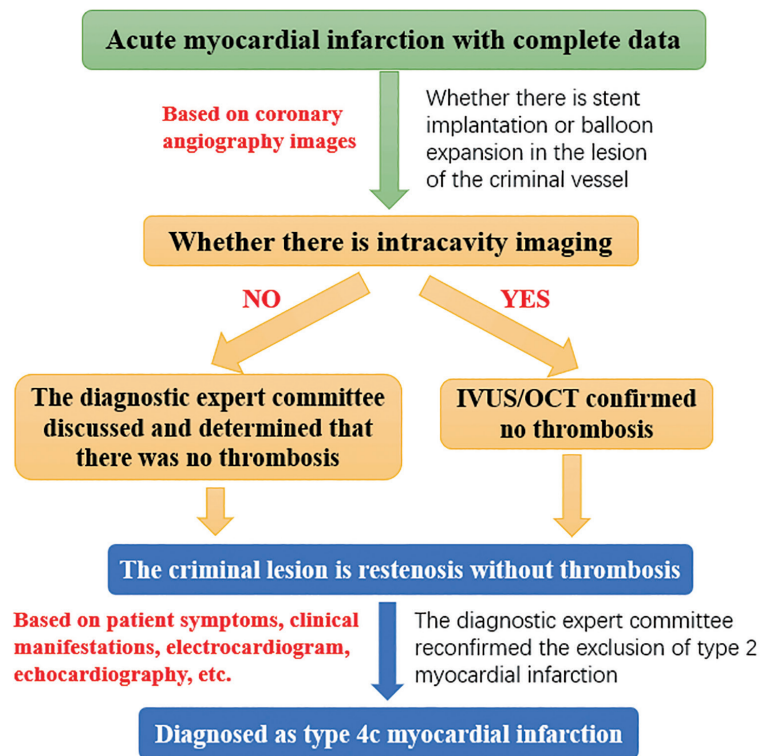 Acute myocardial infarction with complete data
Based on coronary
angiography images
Whether there is stent
implantation or balloon
expansion in the lesion
of the criminal vessel
Whether there is intracavity imaging
NO
YES
The diagnostic expert committee
discussed and determined that
there was no thrombosis
IVUS/OCT confirmed
no thrombosis
The criminal lesion is restenosis without thrombosis
Based on patient symptoms, clinical
manifestations, electrocardiogram,
echocardiography, etc.
The diagnostic expert committee
reconfirmed the exclusion of type 2
myocardial infarction
Diagnosed as type 4c myocardial infarction